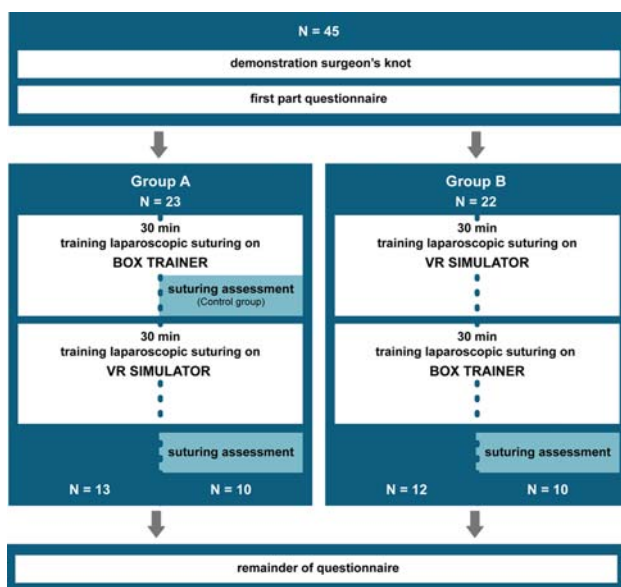 N = 45
demonstration surgeon's knot
first part questionnaire
Group A
N = 23
30 min
training laparoscopic suturing on
BOX TRAINER
suturing assessment
(Control group)
30 min
training laparoscopic suturing on
VR SIMULATOR
suturing assessment
N = 13
N = 10
Group B
N = 22
30 min
training laparoscopic suturing on
VR SIMULATOR
30 min
training laparoscopic suturing on
BOX TRAINER
suturing assessment
N = 12
N = 10
remainder of questionnaire